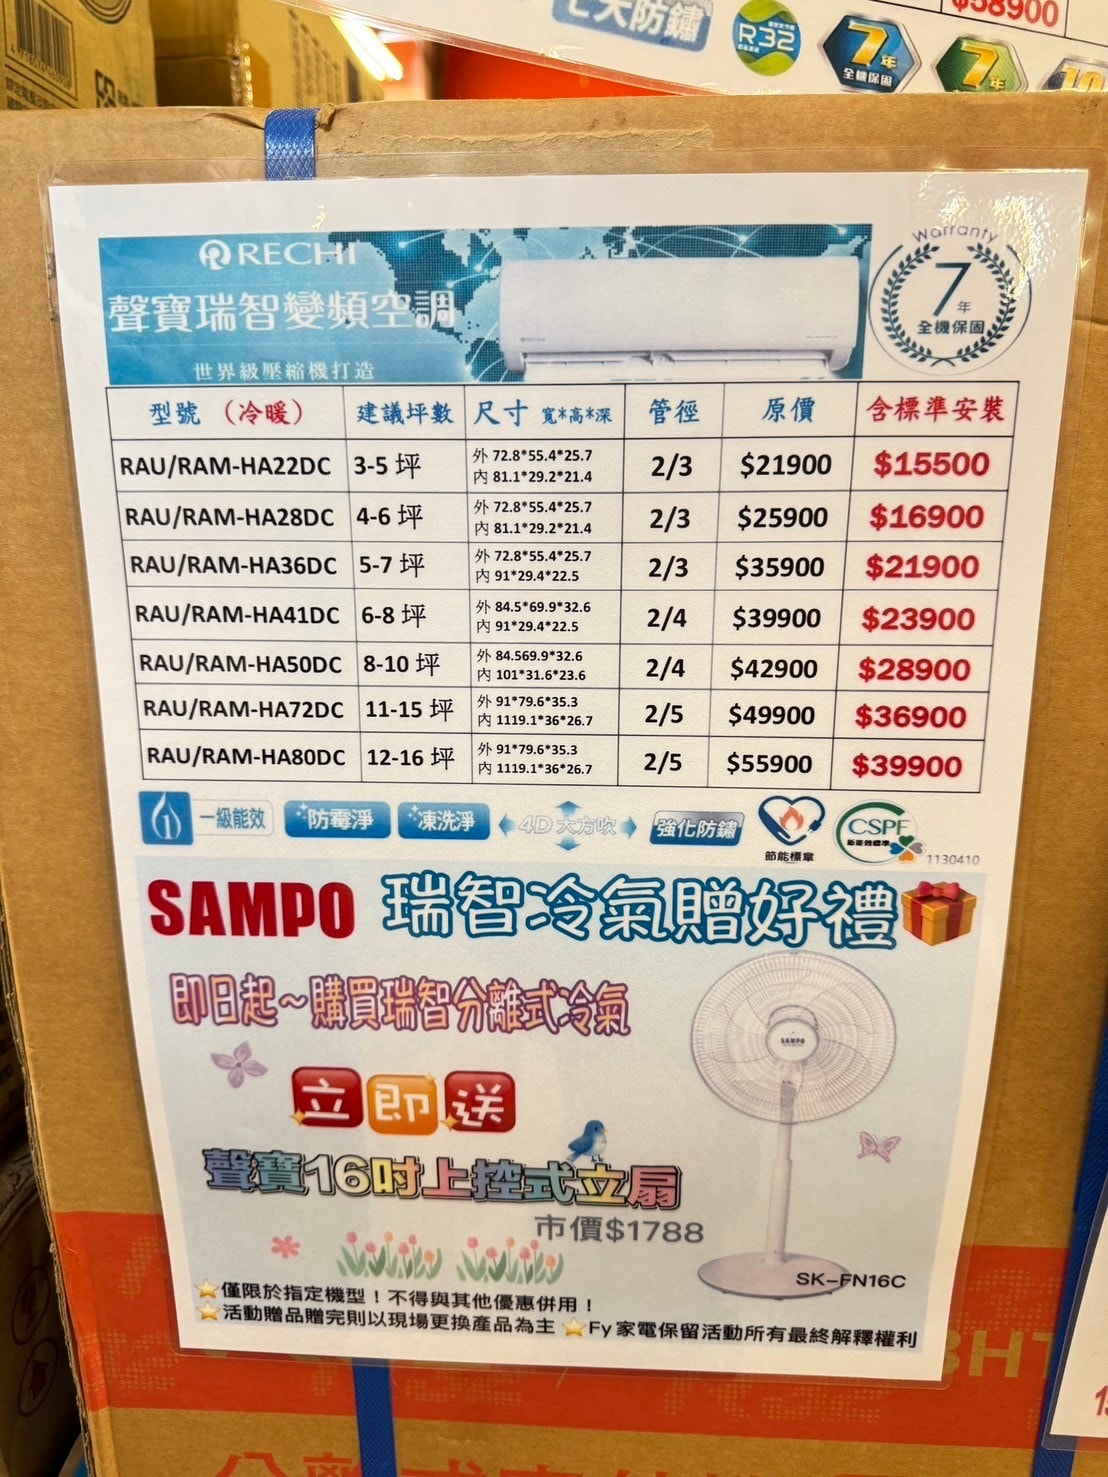 七大防鏽
R32
7年
全機保固
7年
10
$58900
RECHI
聲寶瑞智變頻空調
世界級壓縮機打造
Warranty
7年
全機保固
型號（冷暖） 建議坪數 尺寸 寬*高*深 管徑 原價 含標準安裝
RAU/RAM-HA22DC 3-5 坪 外 72.8*55.4*25.7 2/3 $21900 $15500
內 81.1*29.2*21.4
RAU/RAM-HA28DC 4-6 坪 外 72.8*55.4*25.7 2/3 $25900 $16900
內 81.1*29.2*21.4
RAU/RAM-HA36DC 5-7 坪 外 72.8*55.4*25.7 2/3 $35900 $21900
內 91*29.4*22.5
RAU/RAM-HA41DC 6-8 坪 外 84.5*69.9*32.6 2/4 $39900 $23900
內 91*29.4*22.5
RAU/RAM-HA50DC 8-10 坪 外 84.569.9*32.6 2/4 $42900 $28900
內 101*31.6*23.6
RAU/RAM-HA72DC 11-15 坪 外 91*79.6*35.3 2/5 $49900 $36900
內 1119.1*36*26.7
RAU/RAM-HA80DC 12-16 坪 外 91*79.6*35.3 2/5 $55900 $39900
內 1119.1*36*26.7
1 一級能效 防霉淨 凍洗淨 4D 大方吹 強化防鏽 節能標章 CSPF 新能效標準
1130410
SAMPO 瑞智冷氣贈好禮
即日起～購買瑞智分離式冷氣
SAMPO
立即送
聲寶16吋上控式立扇
市價$1788
SK-FN16C
僅限於指定機型！不得與其他優惠併用！
活動贈品贈完則以現場更換產品為主 Fy家電保留活動所有最終解釋權利